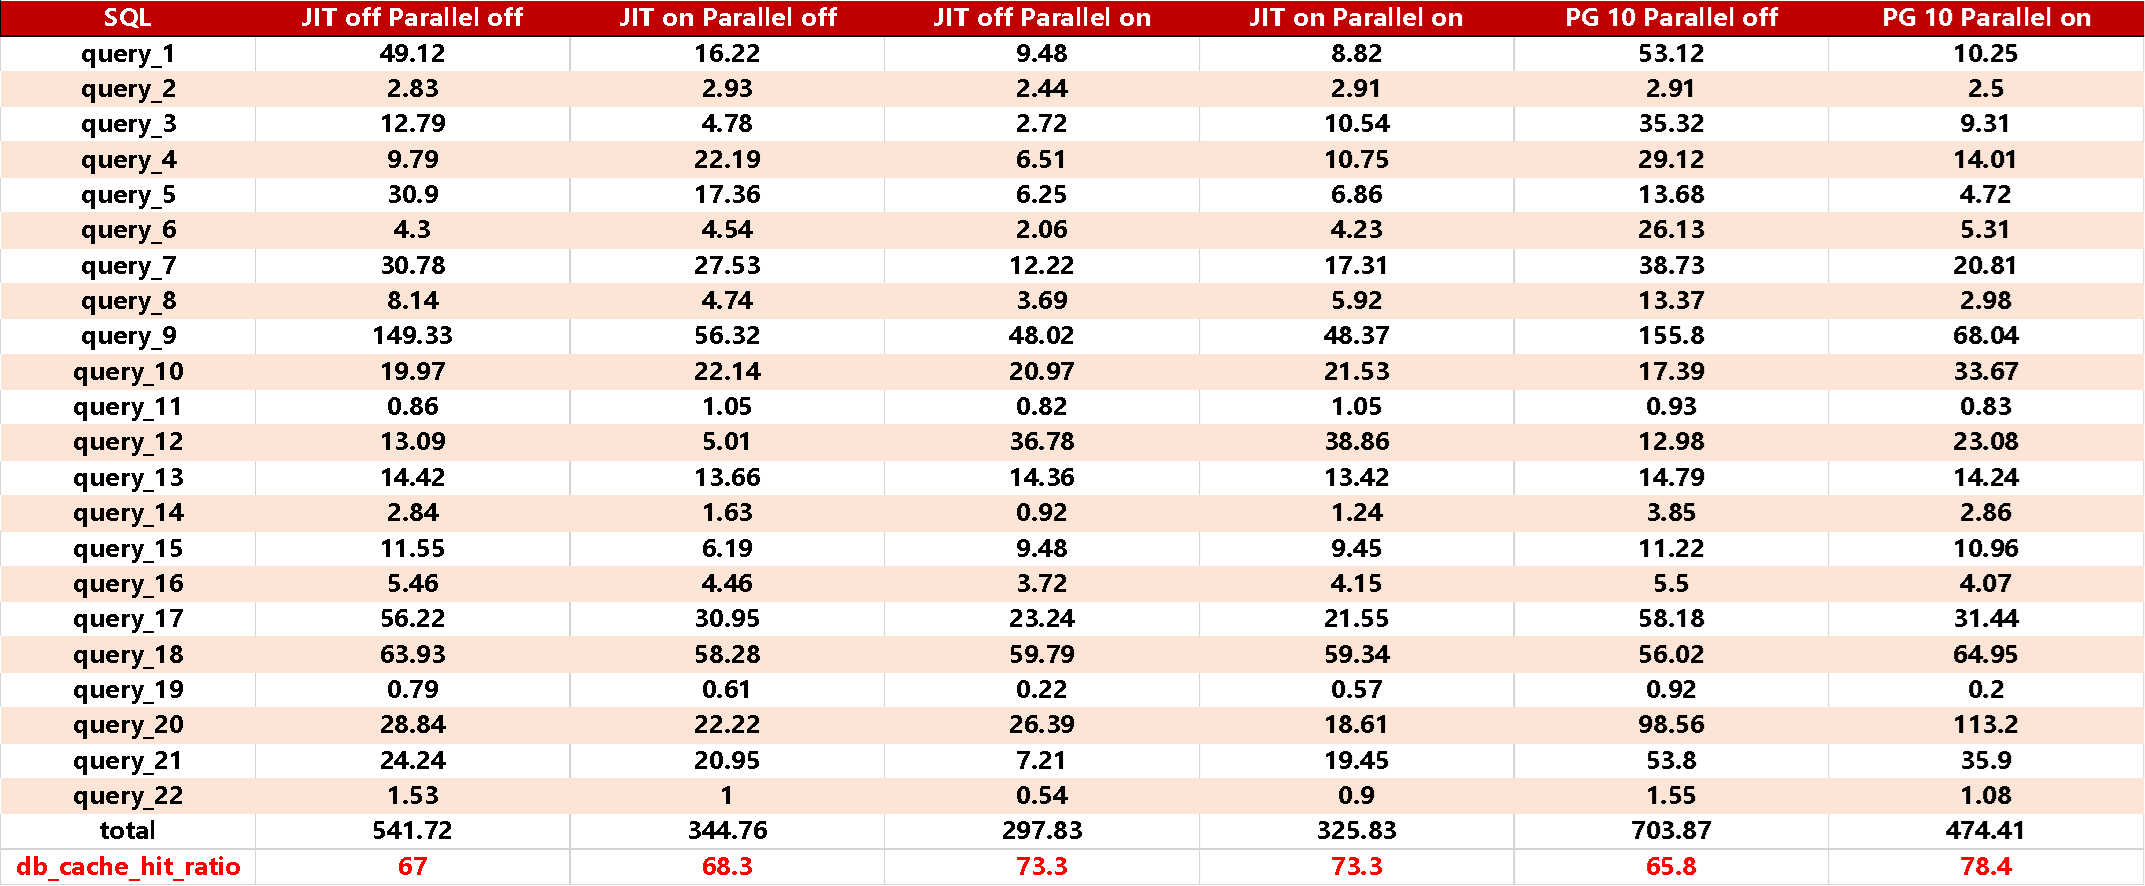 SQL JIT off Parallel off JIT on Parallel off JIT off Parallel on JIT on Parallel on PG 10 Parallel off PG 10 Parallel on
query_1 49.12 16.22 9.48 8.82 53.12 10.25
query_2 2.83 2.93 2.44 2.91 2.91 2.5
query_3 12.79 4.78 2.72 10.54 35.32 9.31
query_4 9.79 22.19 6.51 10.75 29.12 14.01
query_5 30.9 17.36 6.25 6.86 13.68 4.72
query_6 4.3 4.54 2.06 4.23 26.13 5.31
query_7 30.78 27.53 12.22 17.31 38.73 20.81
query_8 8.14 4.74 3.69 5.92 13.37 2.98
query_9 149.33 56.32 48.02 48.37 155.8 68.04
query_10 19.97 22.14 20.97 21.53 17.39 33.67
query_11 0.86 1.05 0.82 1.05 0.93 0.83
query_12 13.09 5.01 36.78 38.86 12.98 23.08
query_13 14.42 13.66 14.36 13.42 14.79 14.24
query_14 2.84 1.63 0.92 1.24 3.85 2.86
query_15 11.55 6.19 9.48 9.45 11.22 10.96
query_16 5.46 4.46 3.72 4.15 5.5 4.07
query_17 56.22 30.95 23.24 21.55 58.18 31.44
query_18 63.93 58.28 59.79 59.34 56.02 64.95
query_19 0.79 0.61 0.22 0.57 0.92 0.2
query_20 28.84 22.22 26.39 18.61 98.56 113.2
query_21 24.24 20.95 7.21 19.45 53.8 35.9
query_22 1.53 1 0.54 0.9 1.55 1.08
total 541.72 344.76 297.83 325.83 703.87 474.41
db_cache_hit_ratio 67 68.3 73.3 73.3 65.8 78.4